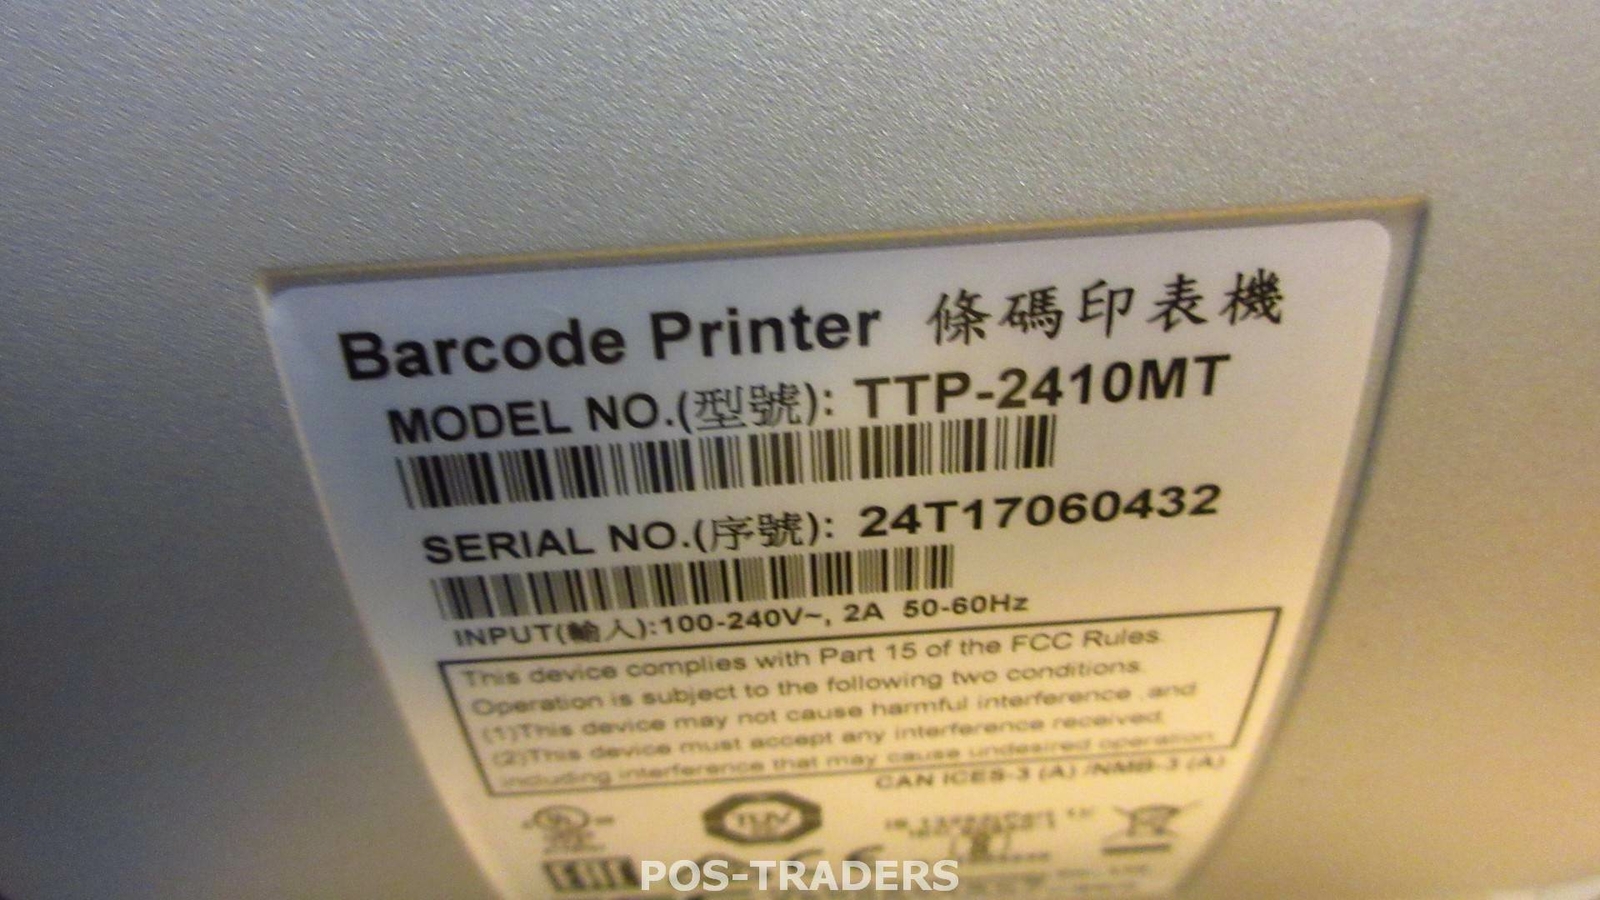 Barcode Printer 條碼印表機
MODEL NO.(型號): TTP-2410MT
SERIAL NO.(序號): 24T17060432
INPUT(輸入):100-240V~, 2A 50-60Hz
This device complies with Part 15 of the FCC Rules.
Operation is subject to the following two conditions.
(1)This device may not cause harmful interference ,and
(2)This device must accept any interference received,
including interference that may cause undesired operation.
CAN ICES-3 (A) /NMB-3 (A)
TUV
EAC
CE
POS-TRADERS